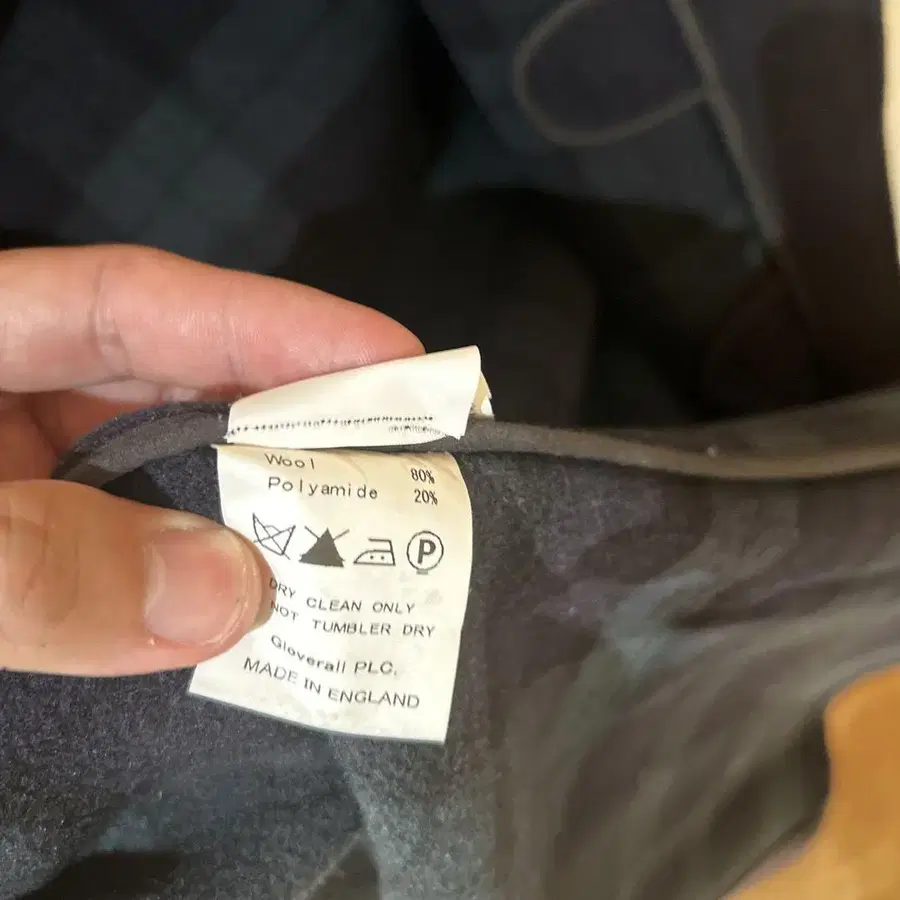 Wool 80%
Polyamide 20%
P
DRY CLEAN ONLY
NOT TUMBLER DRY
Gloverall PLC.
MADE IN ENGLAND